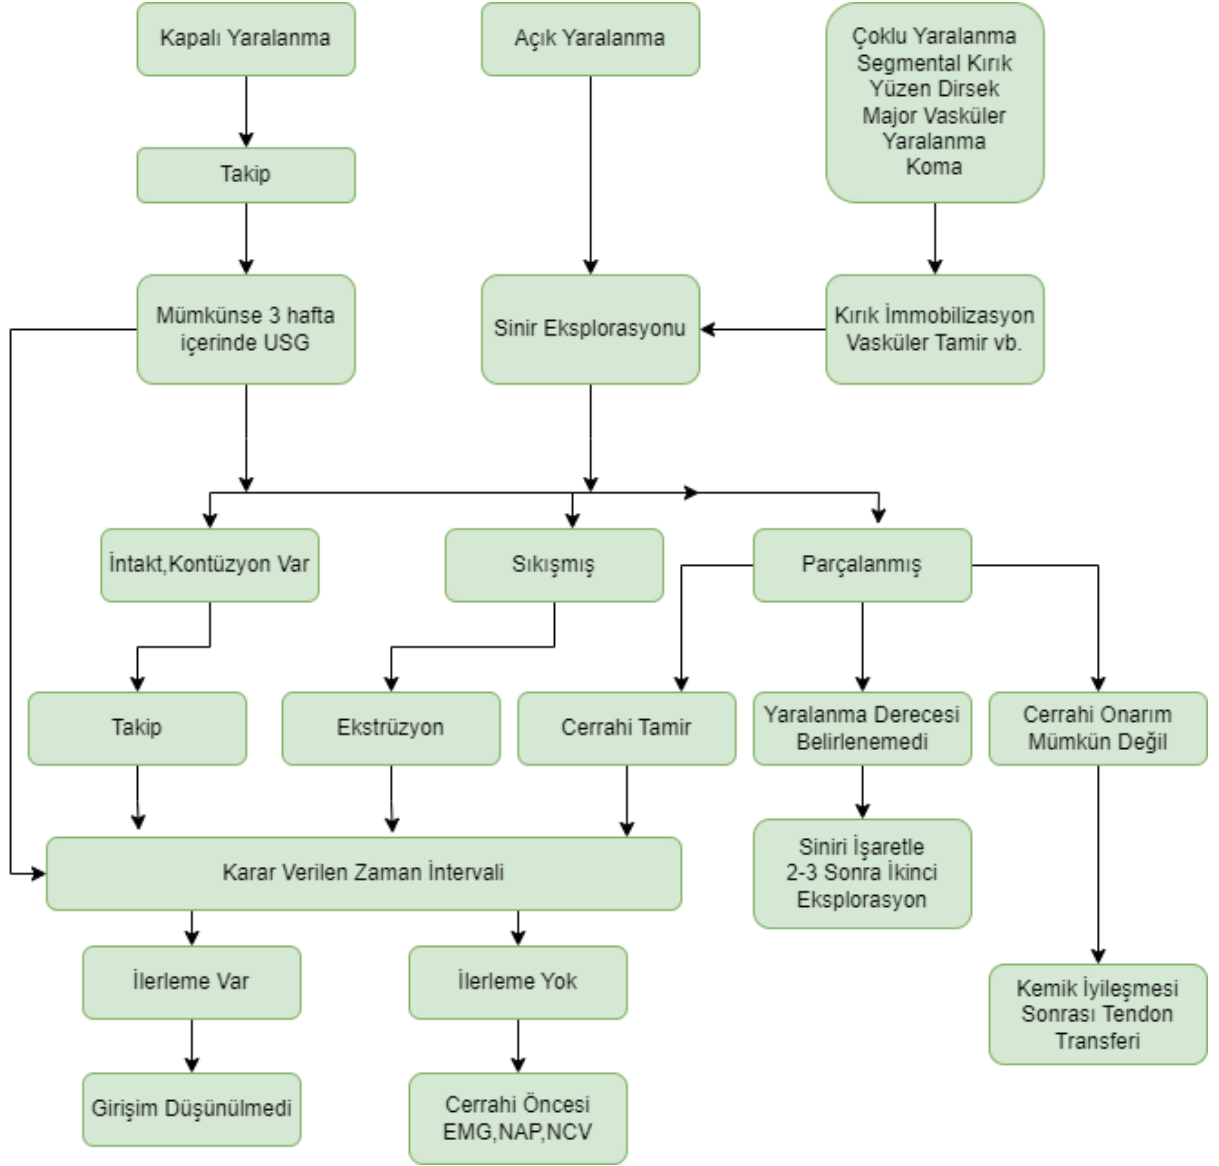 Kapalı Yaralanma
Açık Yaralanma
Çoklu Yaralanma
Segmental Kırık
Yüzen Dirsek
Major Vasküler
Yaralanma
Koma
Takip
Mümkünse 3 hafta
içerinde USG
Sinir Eksplorasyonu
Kırık İmmobilizasyon
Vasküler Tamir vb.
İntakt,Kontüzyon Var
Sıkışmış
Parçalanmış
Takip
Ekstrüzyon
Cerrahi Tamir
Yaralanma Derecesi
Belirlenemedi
Cerrahi Onarım
Mümkün Değil
Karar Verilen Zaman İntervali
Siniri İşaretle
2-3 Sonra İkinci
Eksplorasyon
İlerleme Var
İlerleme Yok
Kemik İyileşmesi
Sonrası Tendon
Transferi
Girişim Düşünülmedi
Cerrahi Öncesi
EMG,NAP,NCV